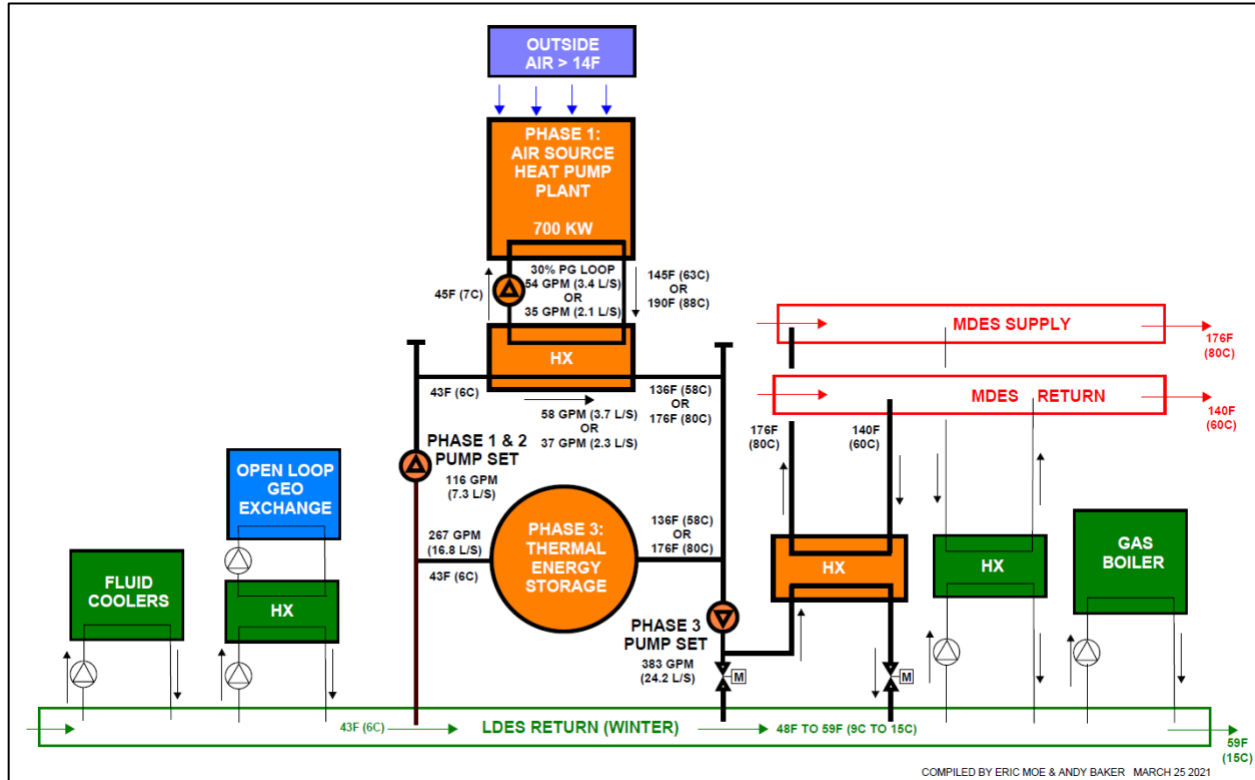 OUTSIDE
AIR > 14F
PHASE 1:
AIR SOURCE
HEAT PUMP
PLANT
700 KW
30% PG LOOP
54 GPM (3.4 L/S)
OR
35 GPM (2.1 L/S)
45F (7C)
145F (63C)
OR
190F (88C)
HX
43F (6C)
58 GPM (3.7 L/S)
OR
37 GPM (2.3 L/S)
136F (58C)
OR
176F (80C)
MDES SUPPLY
176F
(80C)
MDES RETURN
140F
(60C)
176F
(80C)
140F
(60C)
PHASE 1 & 2
PUMP SET
116 GPM
(7.3 L/S)
OPEN LOOP
GEO
EXCHANGE
HX
FLUID
COOLERS
267 GPM
(16.8 L/S)
43F (6C)
PHASE 3:
THERMAL
ENERGY
STORAGE
136F (58C)
OR
176F (80C)
PHASE 3
PUMP SET
383 GPM
(24.2 L/S)
M
HX
M
HX
GAS
BOILER
43F (6C)
LDES RETURN (WINTER)
48F TO 59F (9C TO 15C)
59F
(15C)
COMPILED BY ERIC MOE & ANDY BAKER MARCH 25 2021